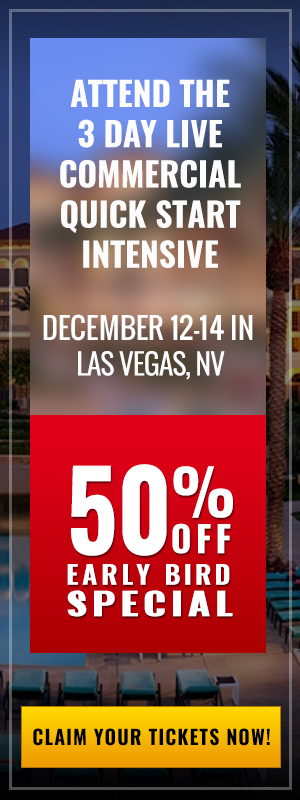 ATTEND THE
3 DAY LIVE
COMMERCIAL
QUICK START
INTENSIVE
DECEMBER 12-14 IN
LAS VEGAS, NV
50%
OFF
EARLY BIRD
SPECIAL
CLAIM YOUR TICKETS NOW!